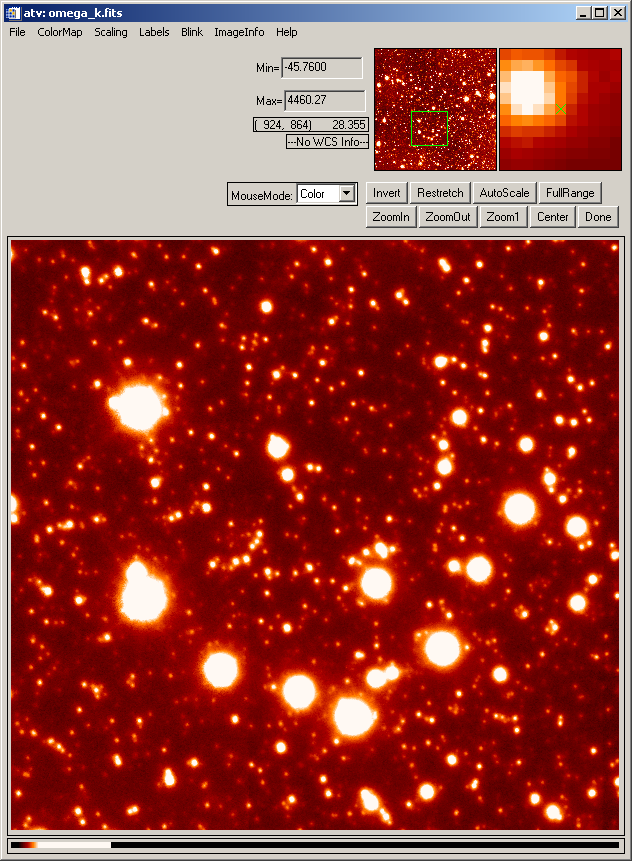 atv: omega_k.fits
File ColorMap Scaling Labels Blink ImageInfo Help
Min= -45.7600
Max= 4460.27
( 924, 864) 28.355
---No WCS Info---
MouseMode: Color
Invert Restretch AutoScale FullRange
ZoomIn ZoomOut Zoom1 Center Done